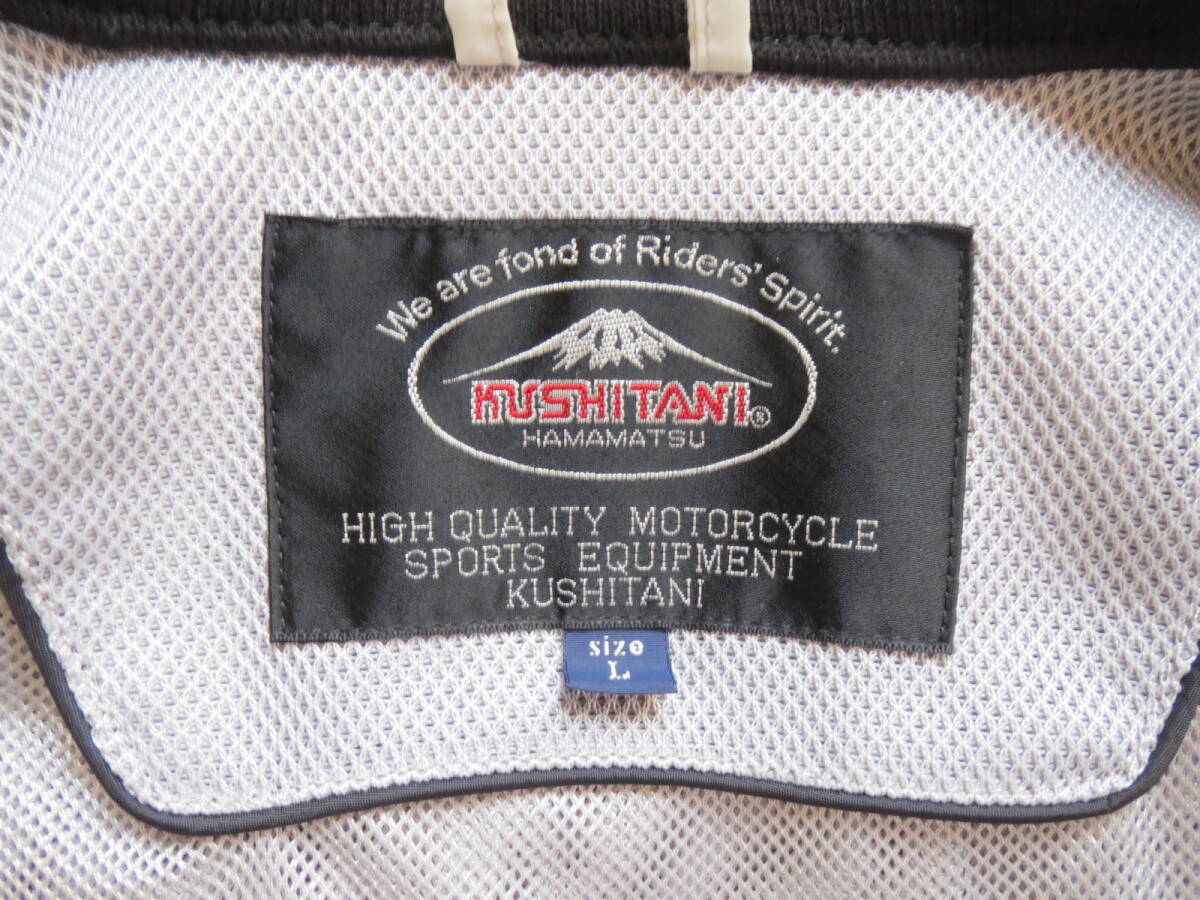 We are fond of Riders' Spirit.
KUSHITANI®
HAMAMATSU
HIGH QUALITY MOTORCYCLE
SPORTS EQUIPMENT
KUSHITANI
size
L